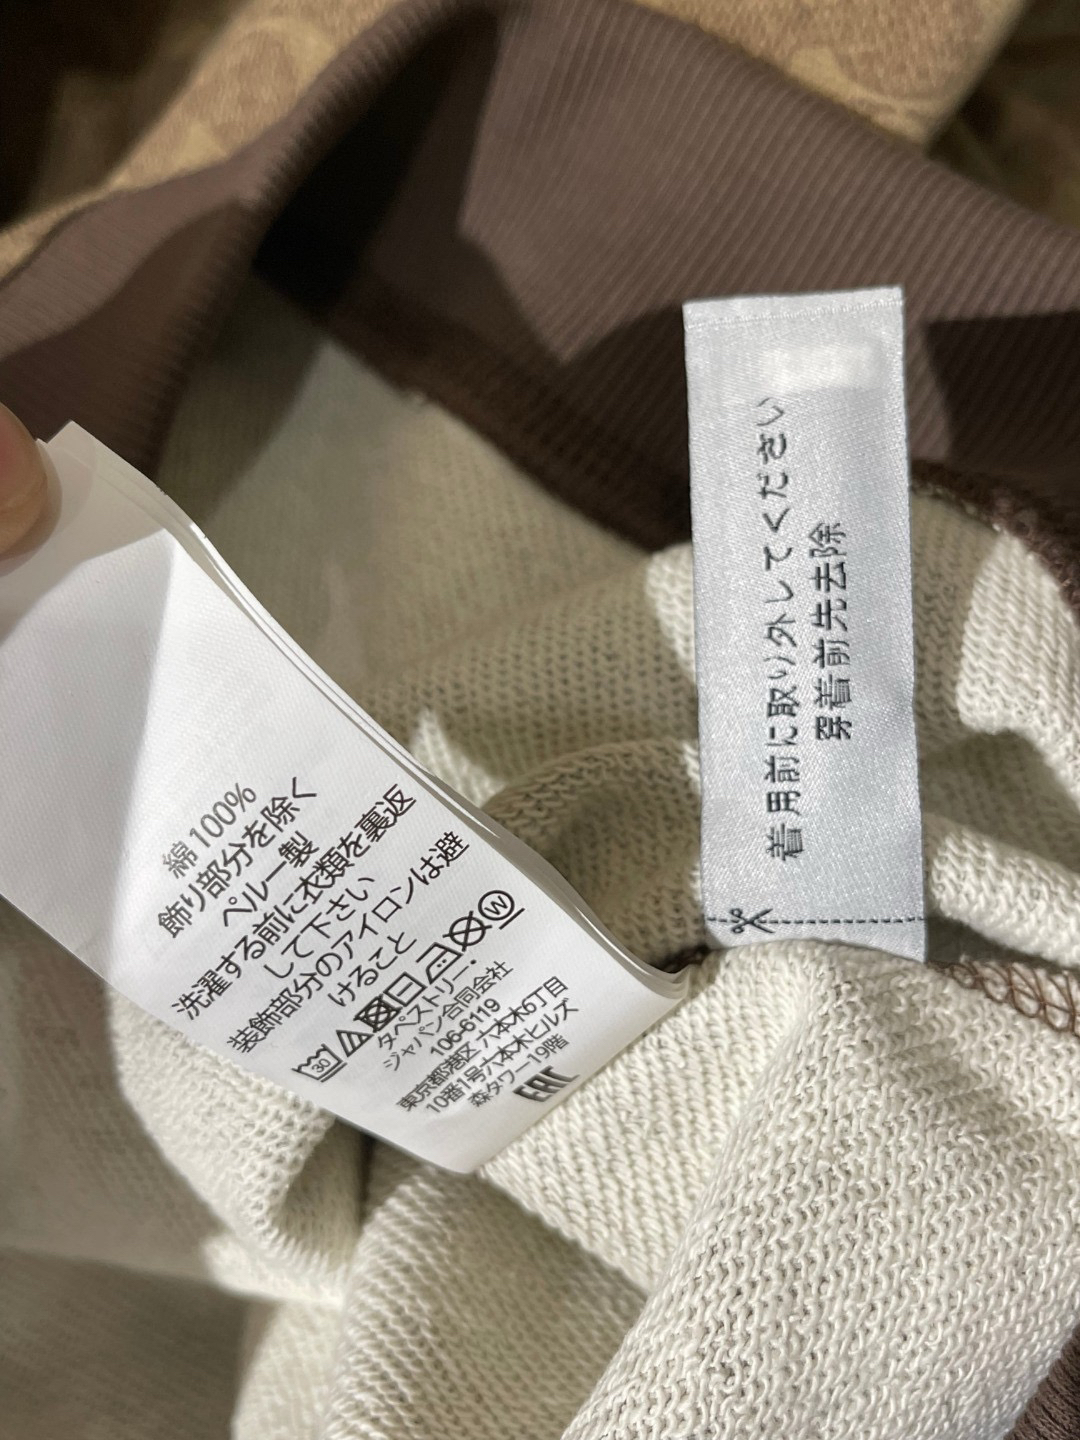 綿 100%
飾り部分を除く
ペルー製
洗濯する前に衣類を裏返
して下さい
装飾部分のアイロンは避
けること
30 W
タペストリー・
ジャパン合同会社
106-6119
東京都港区 六本木6丁目
10番1号六本木ヒルズ
森タワー19階
EAC
着用前に取り外してください
穿着前先去除